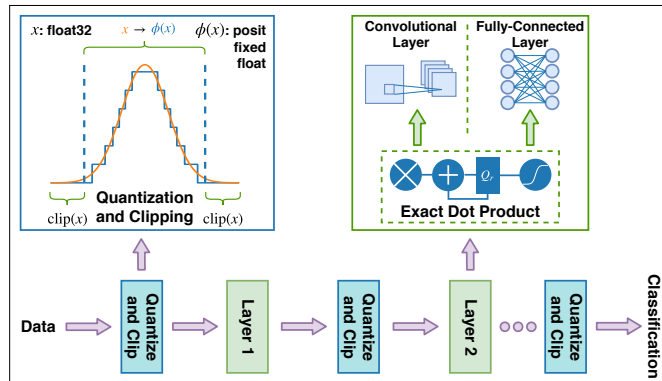 x: float32
x → ϕ(x)
ϕ(x): posit
fixed
float
clip(x)
Quantization
and Clipping
clip(x)
Convolutional
Layer
Fully-Connected
Layer
Q_r
Exact Dot Product
Data
Quantize
and Clip
Layer 1
Quantize
and Clip
Layer 2
Quantize
and Clip
Classification